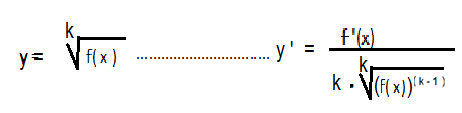 y= k√f(x) ................................ y' = f'(x) / k · k√(f(x))^(k-1)